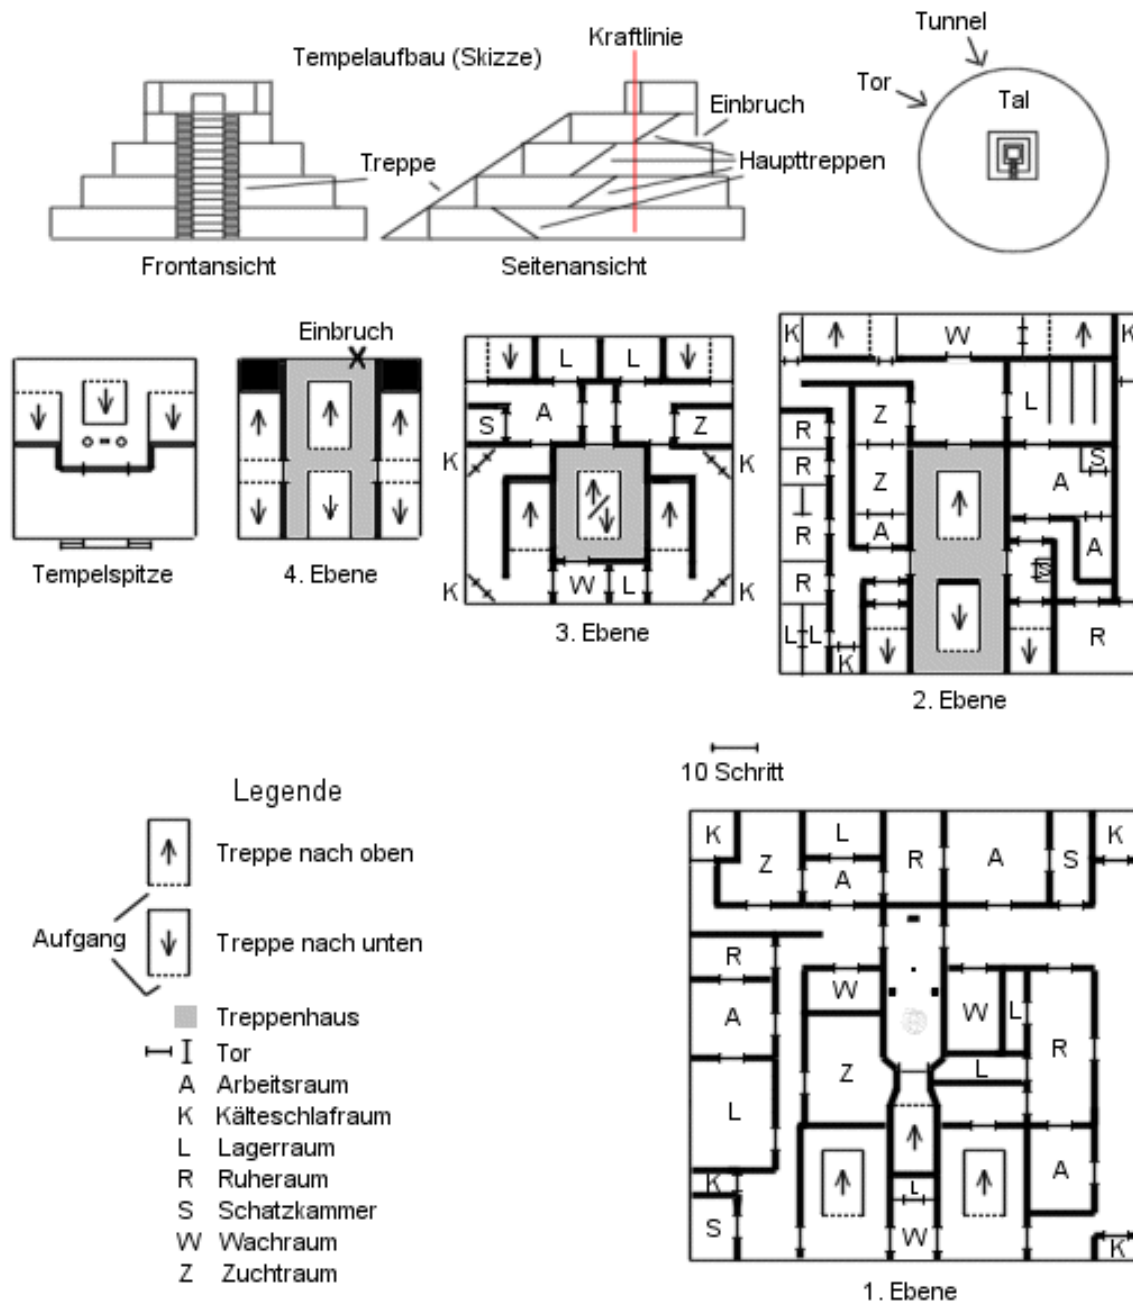 Tunnel
Kraftlinie
Tempelaufbau (Skizze)
Tor
Tal
Einbruch
Treppe
Haupttreppen
Frontansicht
Seitenansicht
Einbruch
Tempelspitze
4. Ebene
K K K K
L L
S A Z
W L
3. Ebene
K W K
Z L
R
R S
Z A
R A A
R S
L L K R
2. Ebene
10 Schritt
Legende
Treppe nach oben
Aufgang
Treppe nach unten
Treppenhaus
Tor
A Arbeitsraum
K Kälteschlafraum
L Lagerraum
R Ruheraum
S Schatzkammer
W Wachraum
Z Zuchtraum
K L K
Z R A S
A
R
W L
A W
R
Z L
L
A
K L
S W
K
1. Ebene